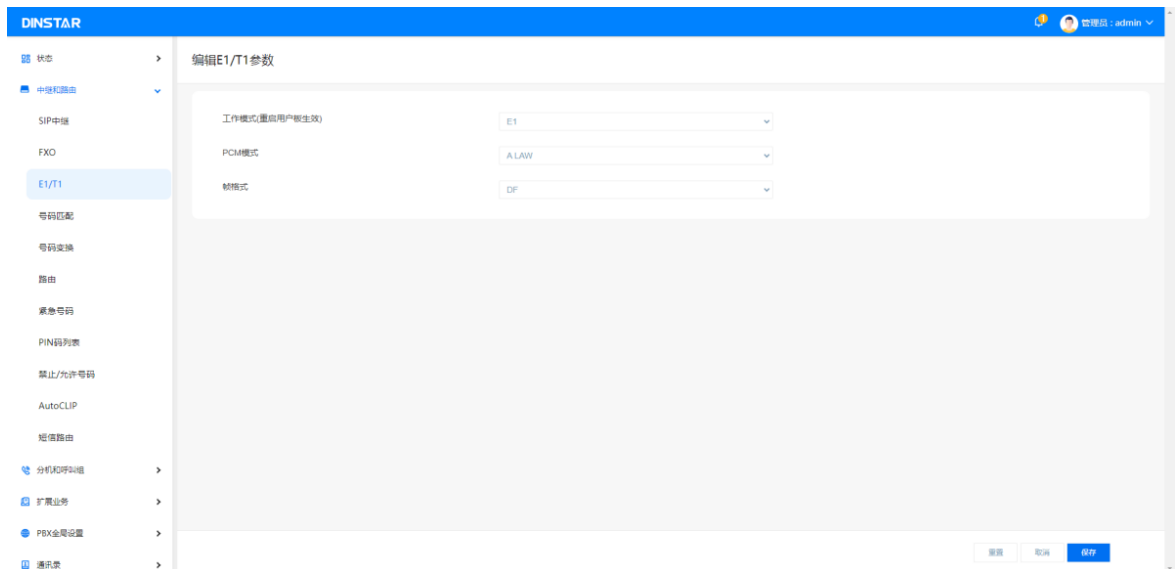 DINSTAR
1
管理员 : admin
状态
中继和路由
SIP中继
FXO
E1/T1
号码匹配
号码变换
路由
紧急号码
PIN码列表
禁止/允许号码
AutoCLIP
短信路由
分机和呼叫组
扩展业务
PBX全局设置
通讯录
编辑E1/T1参数
工作模式(重启用户板生效)
E1
PCM模式
A LAW
帧格式
DF
重置
取消
保存